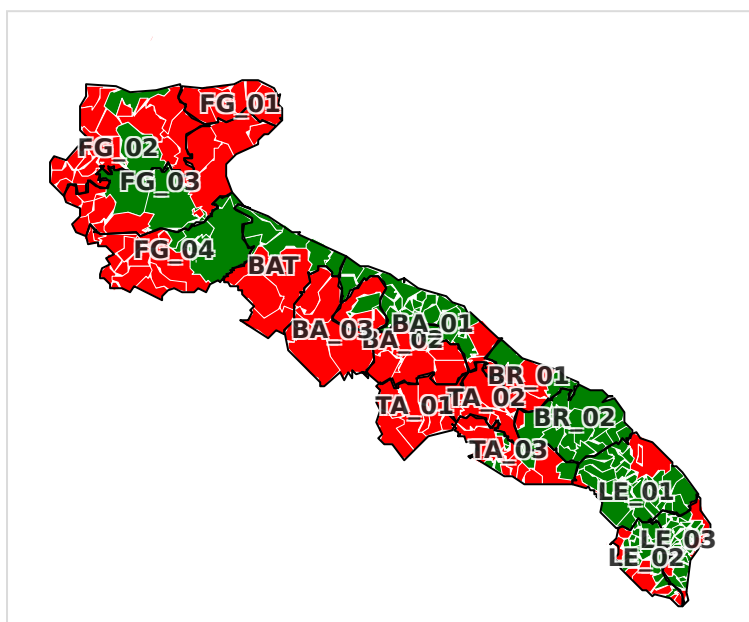 FG_01
FG_02
FG_03
FG_04
BAT
BA_01
BA_03
BA_02
BR_01
TA_02
TA_01
BR_02
TA_03
LE_01
LE_03
LE_02